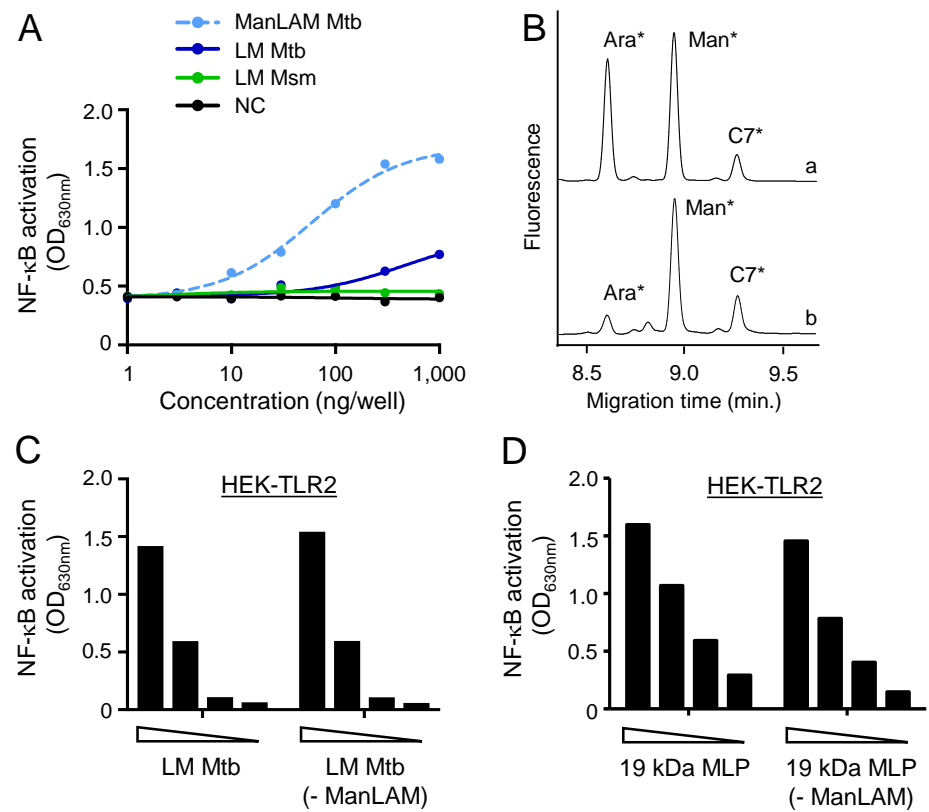 A
ManLAM Mtb
LM Mtb
LM Msm
NC
NF-κB activation
(OD630nm)
2.0
1.5
1.0
0.5
0
1
10
100
1,000
Concentration (ng/well)
B
Fluorescence
Ara*
Man*
C7*
a
Man*
Ara*
C7*
b
8.5
9.0
9.5
Migration time (min.)
C
HEK-TLR2
NF-κB activation
(OD630nm)
2.0
1.5
1.0
0.5
0
LM Mtb
LM Mtb
(- ManLAM)
D
HEK-TLR2
NF-κB activation
(OD630nm)
2.0
1.5
1.0
0.5
0
19 kDa MLP
19 kDa MLP
(- ManLAM)